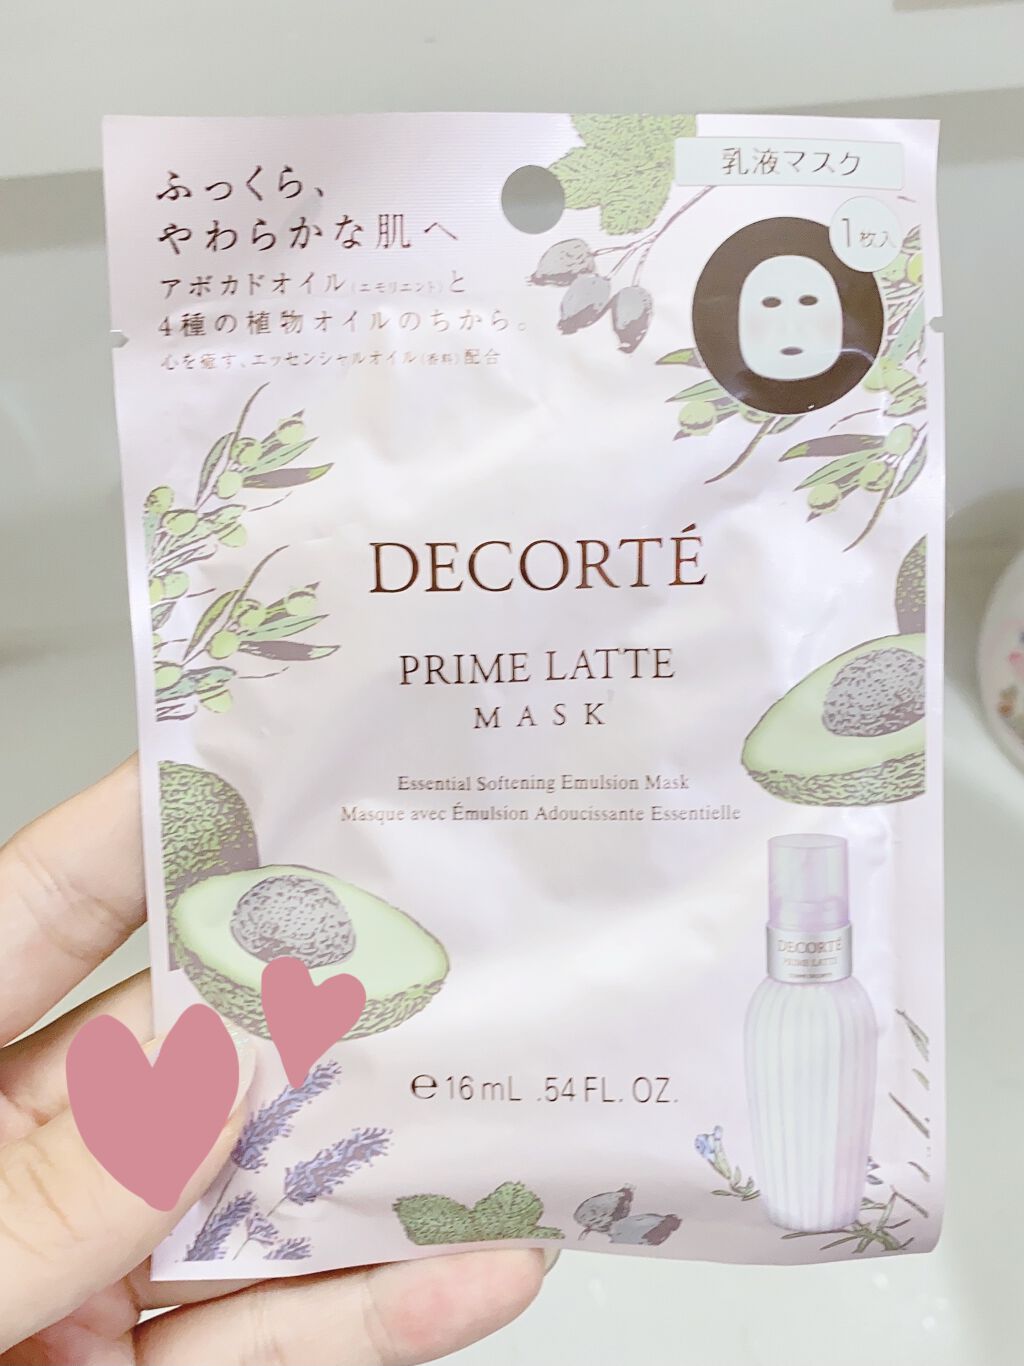 ふっくら、
やわらかな肌へ
アボカドオイル(エモリエント)と
4種の植物オイルのちから。
心を癒す、エッセンシャルオイル(香料)配合
乳液マスク
1枚入
DECORTÉ
PRIME LATTE
MASK
Essential Softening Emulsion Mask
Masque avec Émulsion Adoucissante Essentielle
DECORTÉ
PRIME LATTE
℮16mL .54FL.OZ.